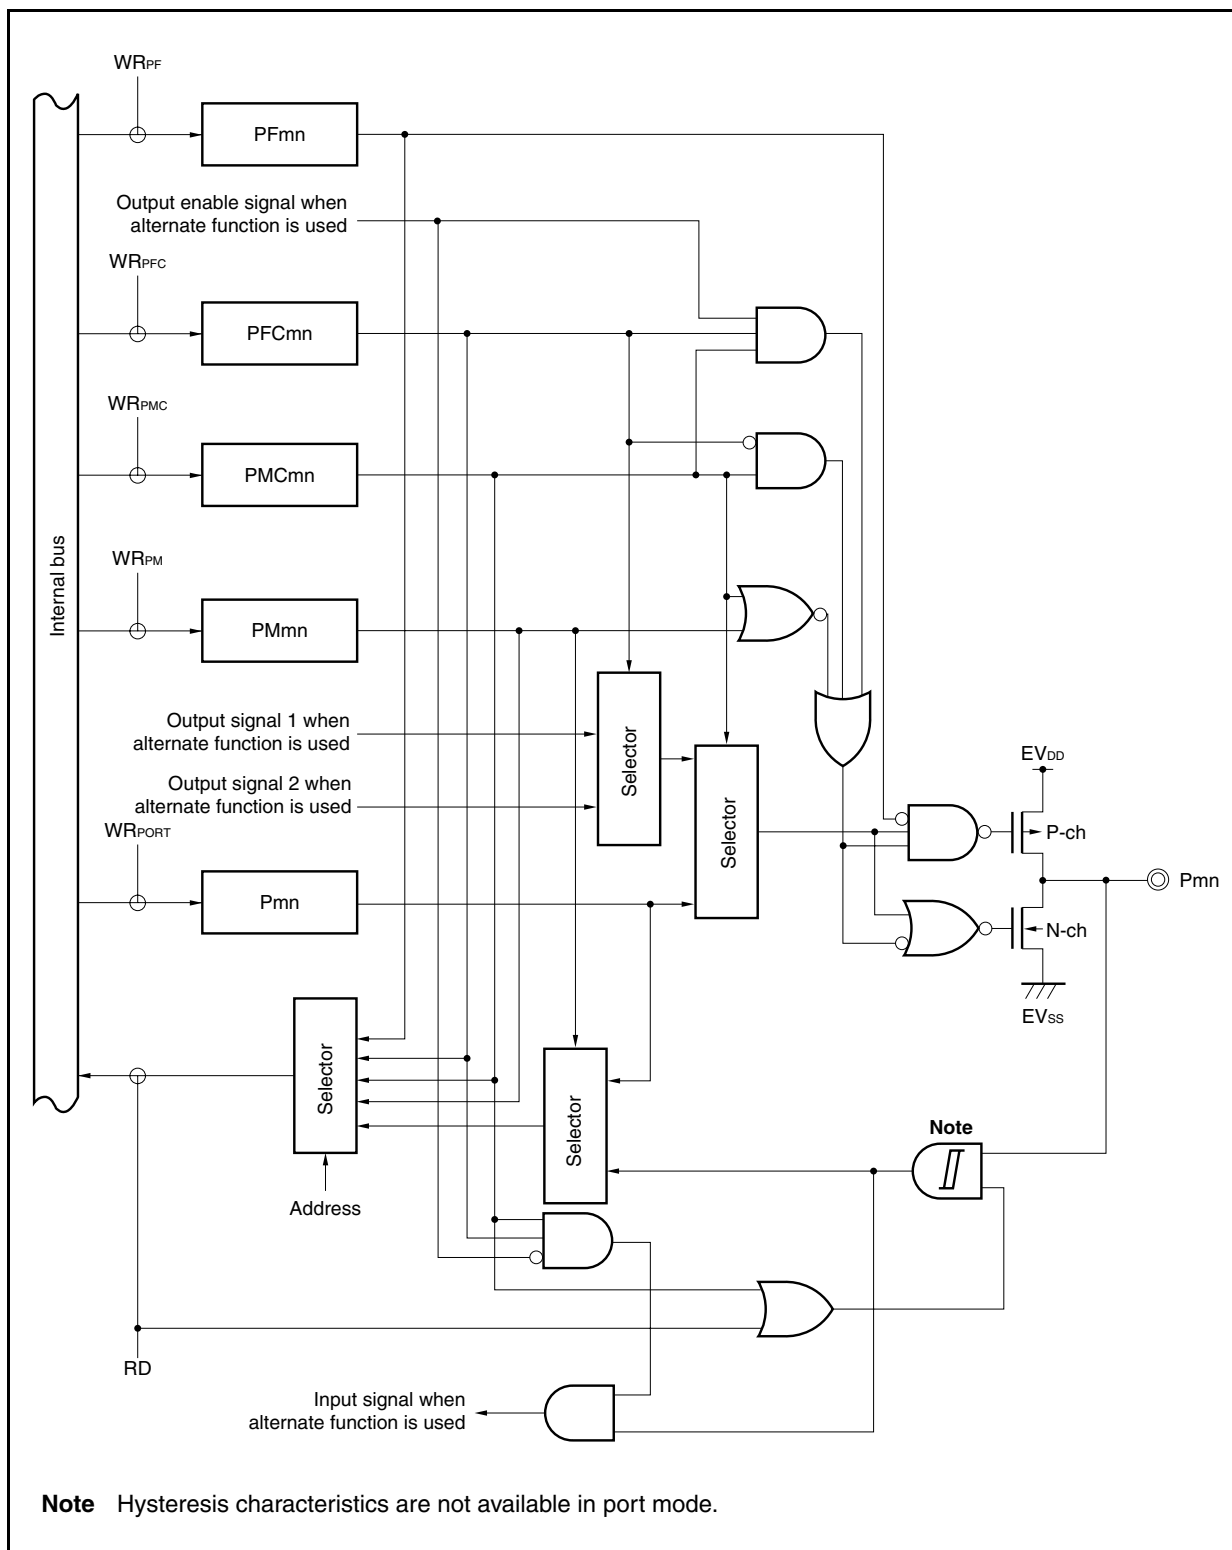 WRPF
PFmn
Output enable signal when
alternate function is used
WRPFC
PFCmn
WRPMC
PMCmn
Internal bus
WRPM
PMmn
Output signal 1 when
alternate function is used
Selector
Output signal 2 when
alternate function is used
Selector
EVDD
P-ch
WRPORT
Pmn
Pmn
N-ch
EVSS
Selector
Selector
Note
Address
RD
Input signal when
alternate function is used
Note Hysteresis characteristics are not available in port mode.